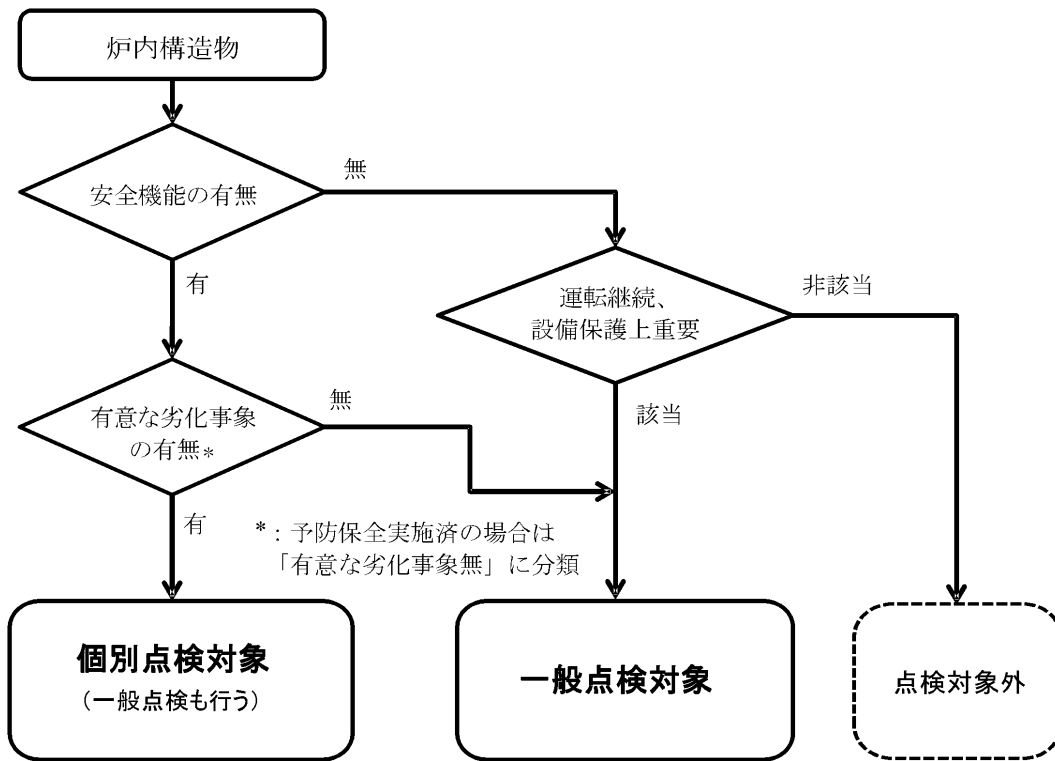 炉内構造物
安全機能の有無
無
有
運転継続、
設備保護上重要
非該当
有意な劣化事象
の有無*
無
該当
有
*：予防保全実施済の場合は
「有意な劣化事象無」に分類
個別点検対象
（一般点検も行う）
一般点検対象
点検対象外